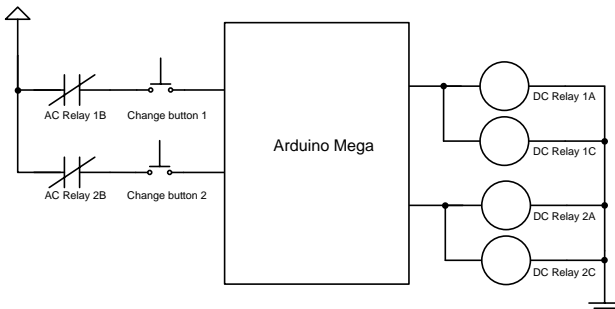 AC Relay 1B
Change button 1
AC Relay 2B
Change button 2
Arduino Mega
DC Relay 1A
DC Relay 1C
DC Relay 2A
DC Relay 2C